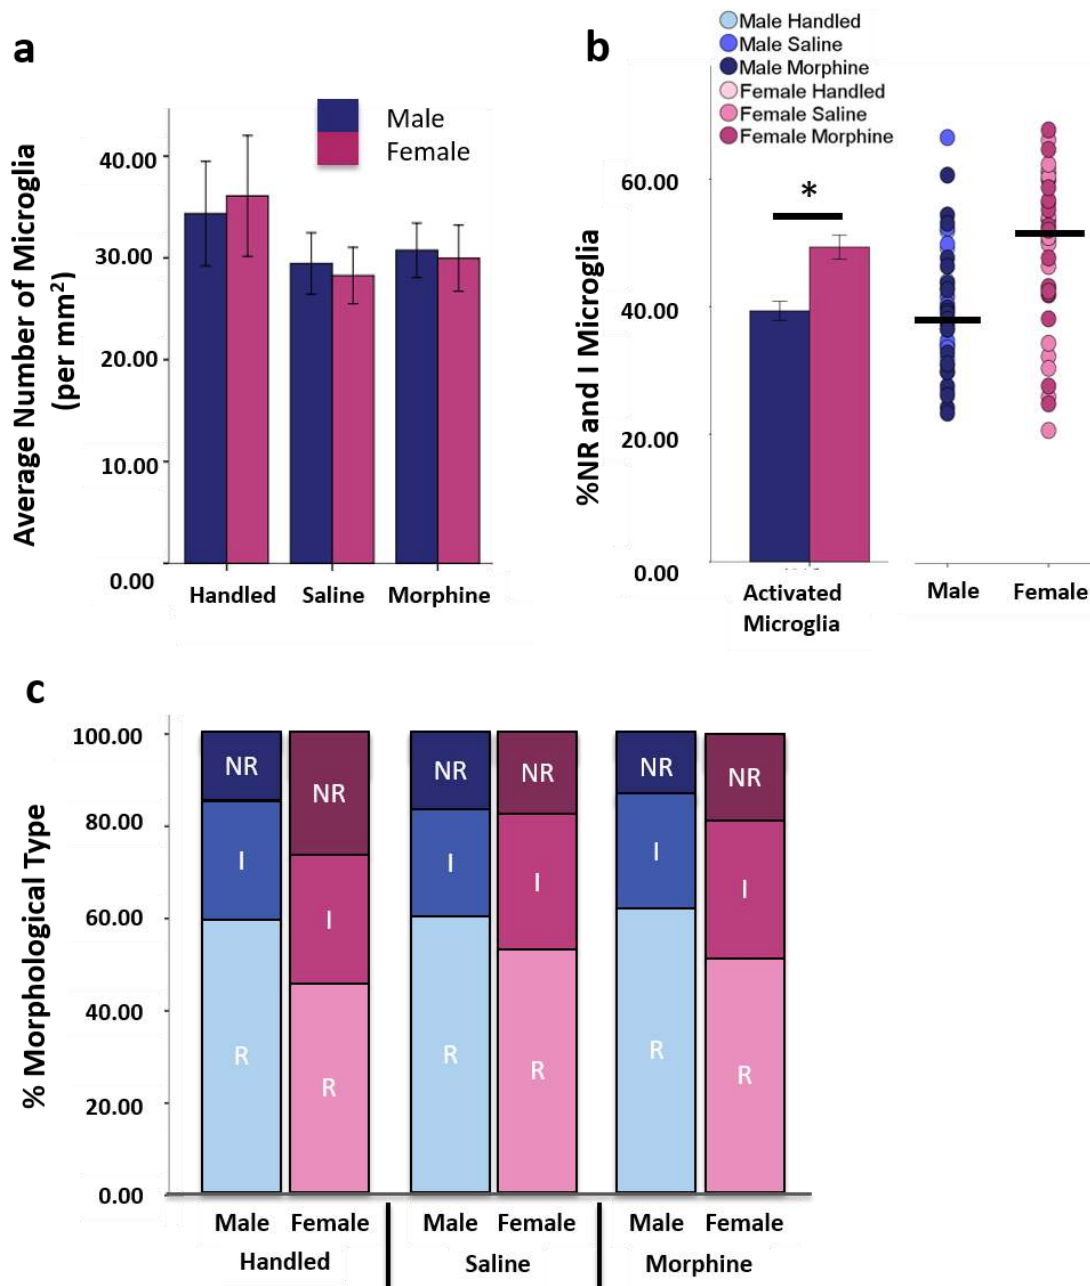 a
Average Number of Microglia
(per mm²)
40.00
30.00
20.00
10.00
0.00
Male
Female
Handled
Saline
Morphine
b
Male Handled
Male Saline
Male Morphine
Female Handled
Female Saline
Female Morphine
%NR and I Microglia
60.00
40.00
20.00
0.00
*
Activated
Microglia
Male
Female
c
% Morphological Type
100.00
80.00
60.00
40.00
20.00
0.00
NR
I
R
NR
I
R
NR
I
R
NR
I
R
NR
I
R
NR
I
R
Male Female
Handled
Male Female
Saline
Male Female
Morphine